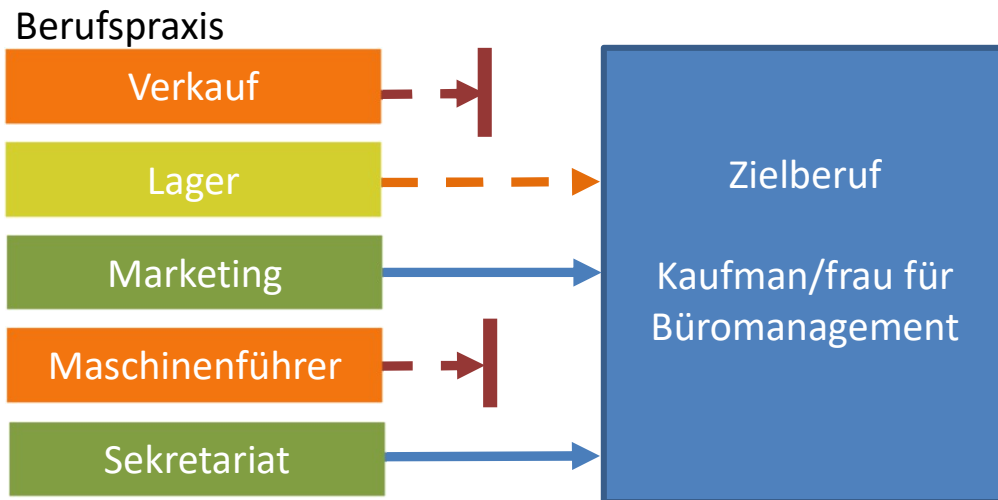 Berufspraxis
Verkauf
Lager
Marketing
Maschinenführer
Sekretariat
Zielberuf
Kaufman/frau für
Büromanagement